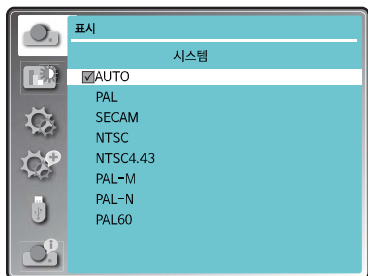 표시
시스템
AUTO
PAL
SECAM
NTSC
NTSC4.43
PAL-M
PAL-N
PAL60